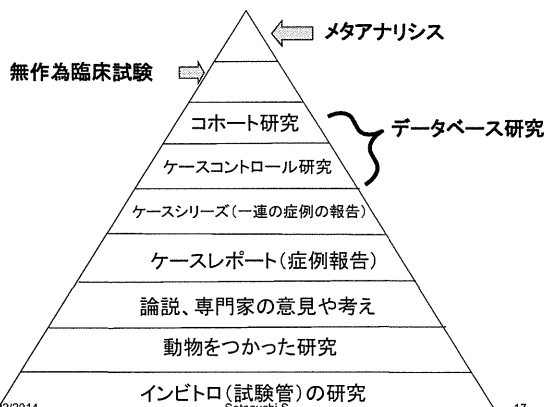 メタアナリシス
無作為臨床試験
コホート研究
データベース研究
ケースコントロール研究
ケースシリーズ(一連の症例の報告)
ケースレポート(症例報告)
論説、専門家の意見や考え
動物をつかった研究
インビトロ(試験管)の研究
17